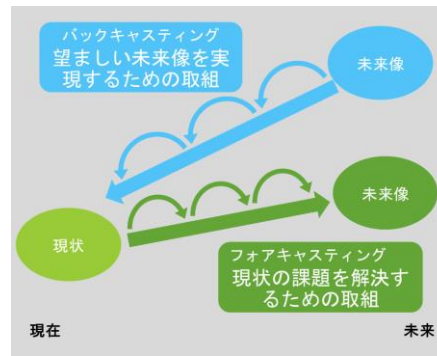 バックキャスティング
望ましい未来像を実
現するための取組
未来像
未来像
現状
フォアキャスティング
現状の課題を解決す
るための取組
現在
未来